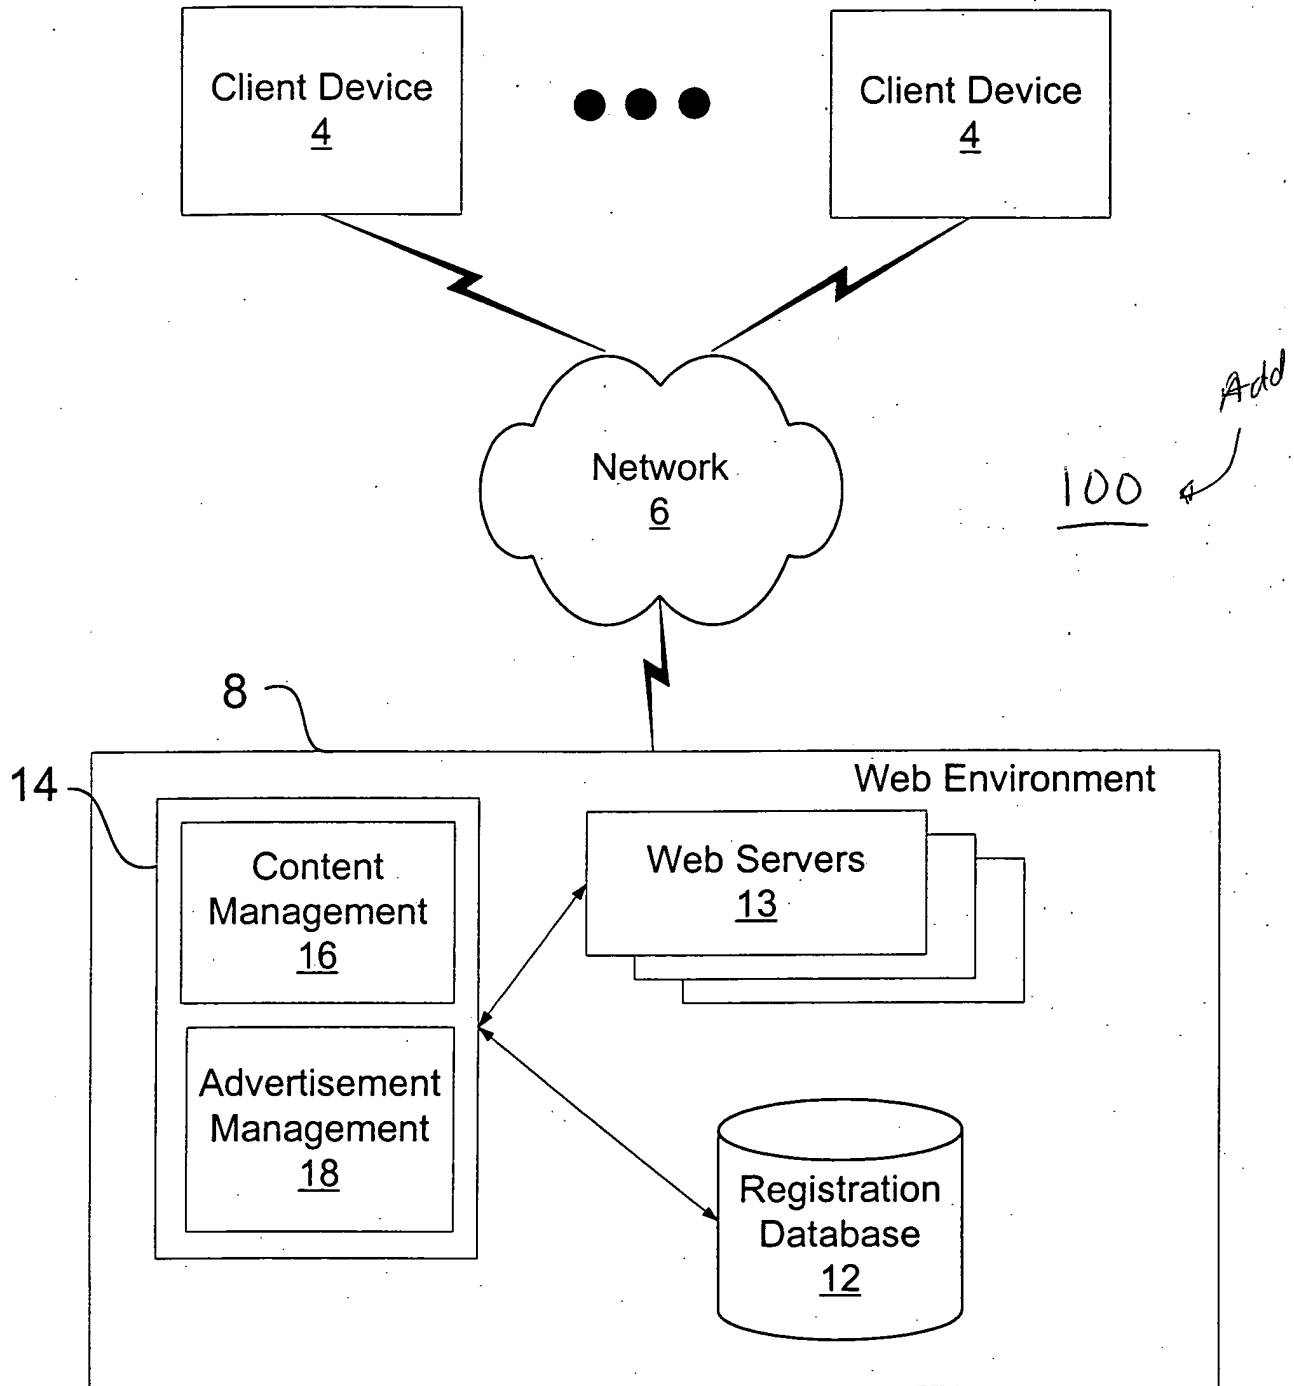 Client Device
4
Client Device
4
Network
6
Add
100
8
14
Web Environment
Content
Management
16
Web Servers
13
Advertisement
Management
18
Registration
Database
12